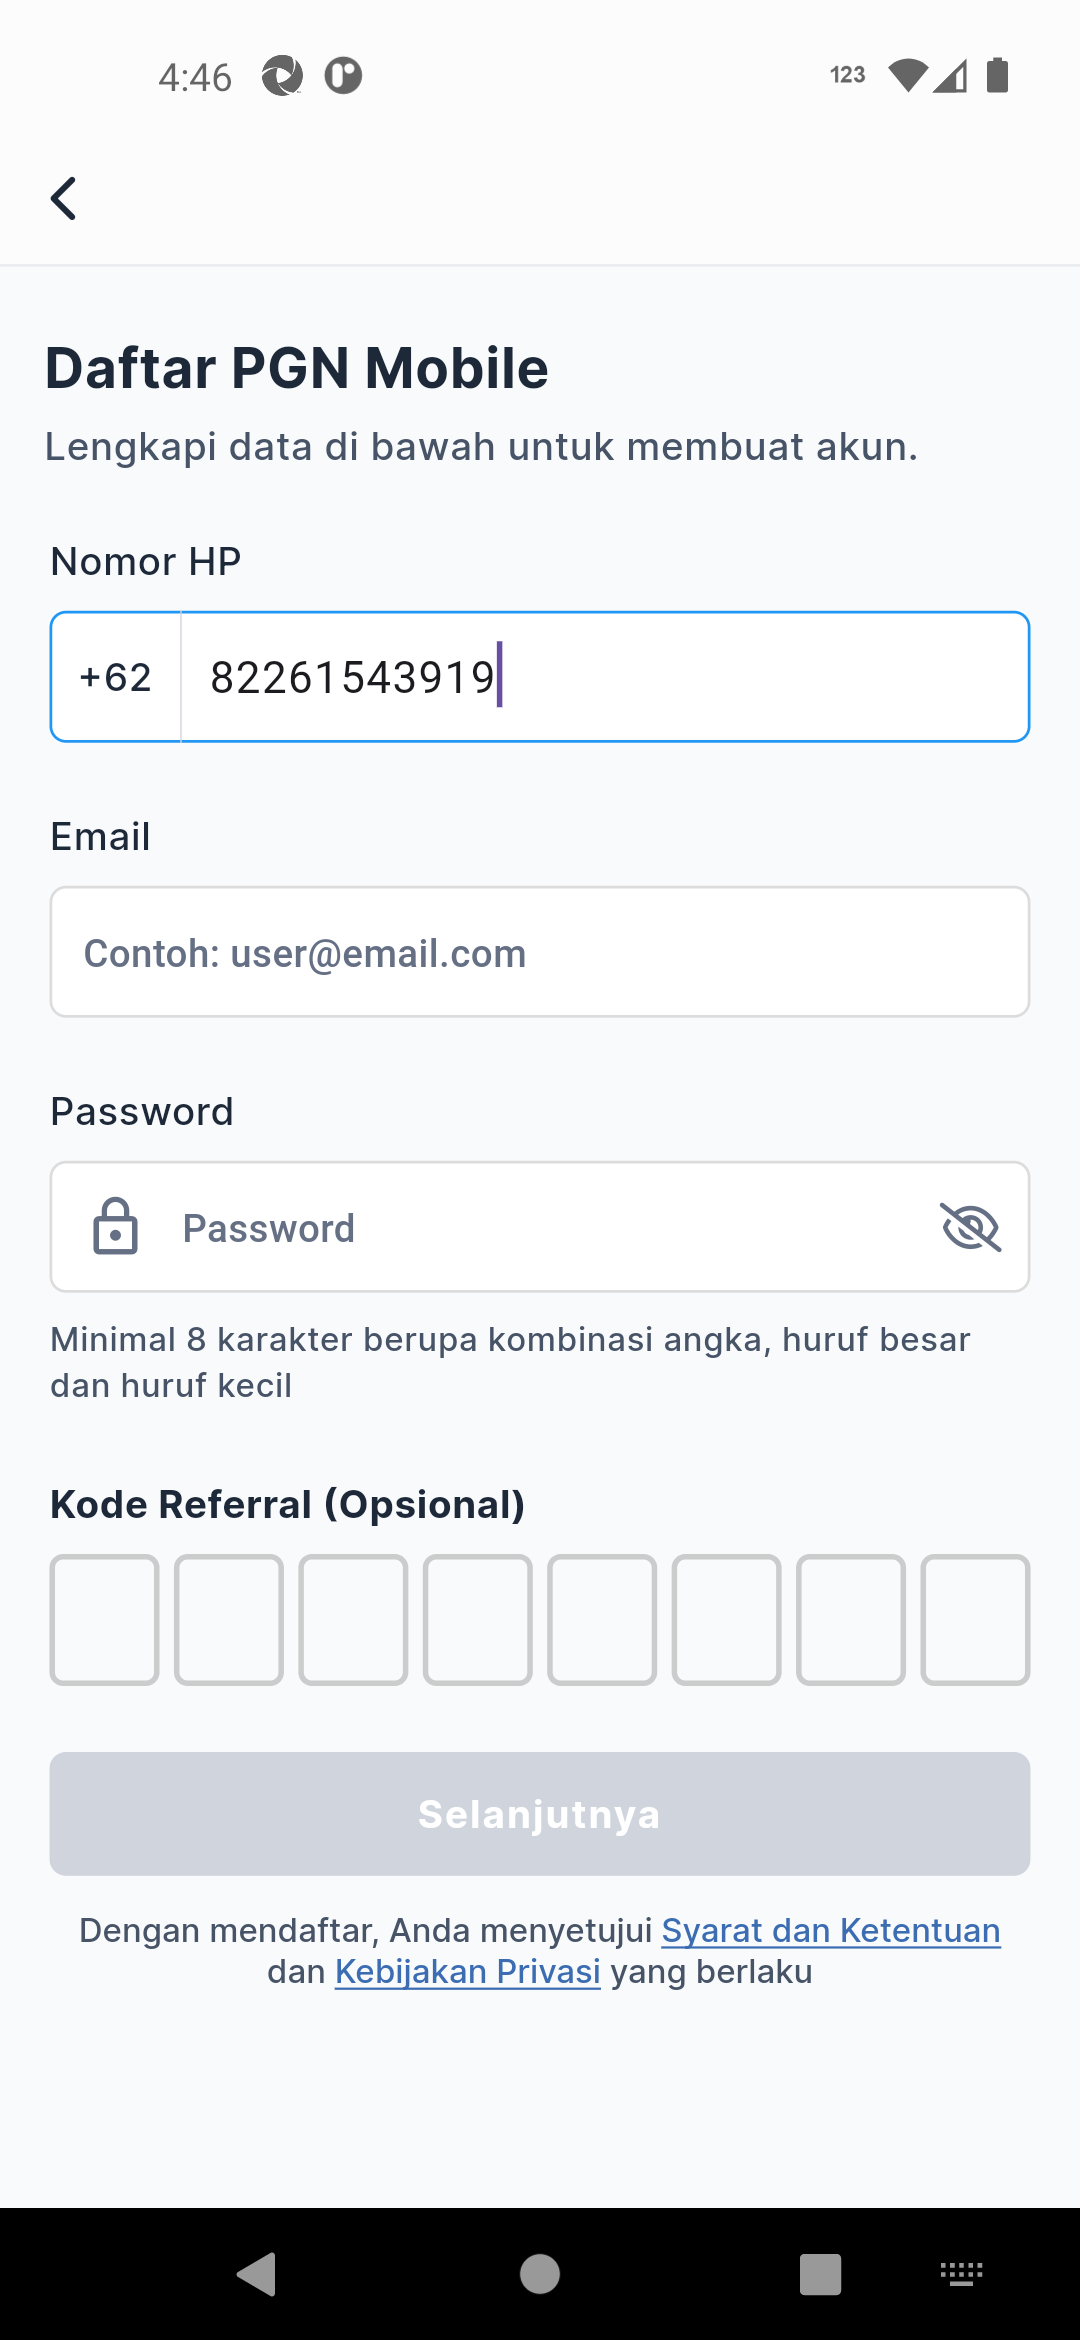 4:46
123
Daftar PGN Mobile
Lengkapi data di bawah untuk membuat akun.
Nomor HP
+62 82261543919
Email
Contoh: user@email.com
Password
Password
Minimal 8 karakter berupa kombinasi angka, huruf besar
dan huruf kecil
Kode Referral (Opsional)
Selanjutnya
Dengan mendaftar, Anda menyetujui Syarat dan Ketentuan
dan Kebijakan Privasi yang berlaku